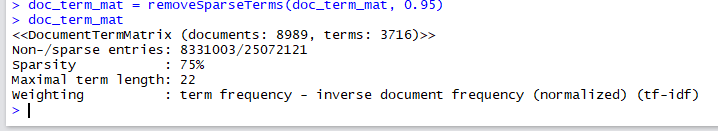 > doc_term_mat = removeSparseTerms(doc_term_mat, 0.95)
> doc_term_mat
<<DocumentTermMatrix (documents: 8989, terms: 3716)>>
Non-/sparse entries: 8331003/25072121
Sparsity           : 75%
Maximal term length: 22
Weighting          : term frequency - inverse document frequency (normalized) (tf-idf)
>